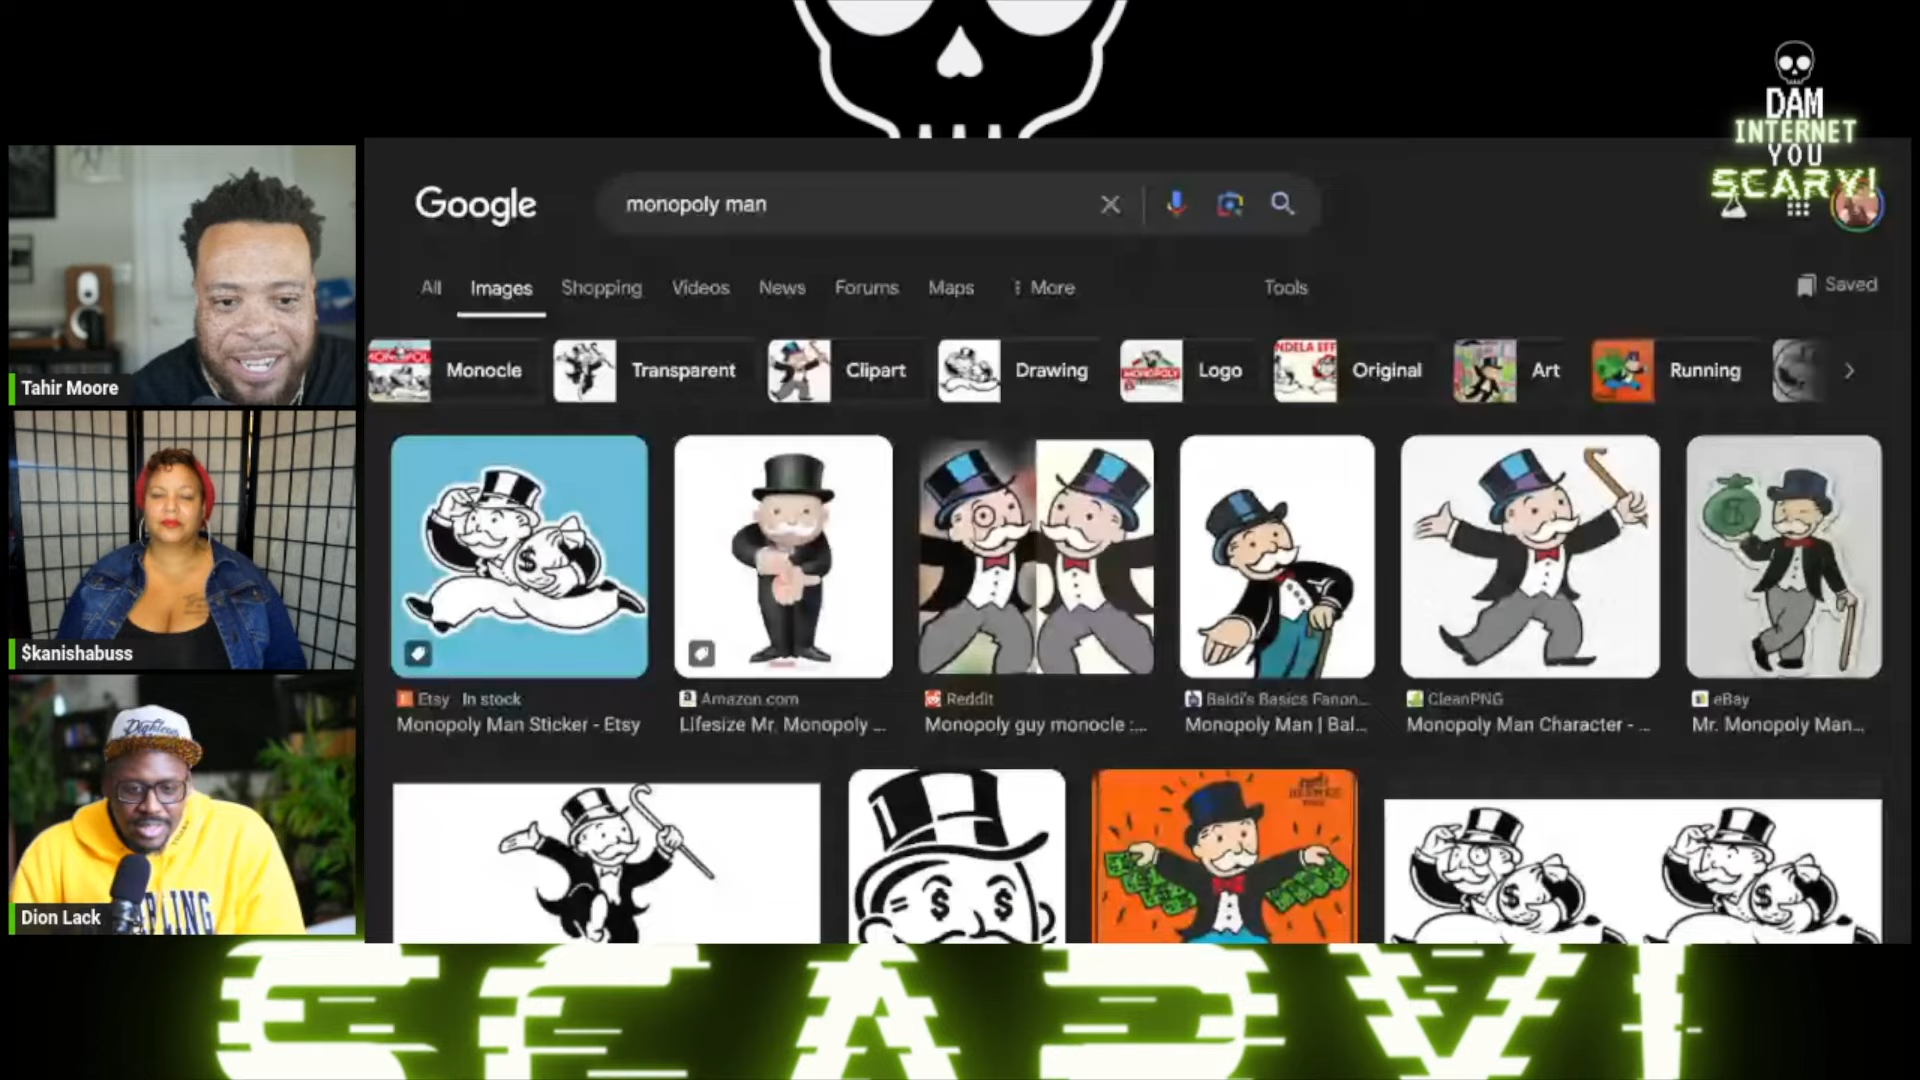 DAM
INTERNET
YOU
SCARY!
Google
monopoly man
All Images Shopping Videos News Forums Maps More Tools
Saved
Monocle Transparent Clipart Drawing Logo Original Art Running
Etsy In stock
Monopoly Man Sticker - Etsy
Amazon.com
Lifesize Mr. Monopoly ...
Reddit
Monopoly guy monocle :...
Baldi's Basics Fanon...
Monopoly Man | Bal...
CleanPNG
Monopoly Man Character - ...
eBay
Mr. Monopoly Man...
Tahir Moore
$kanishabuss
Dion Lack